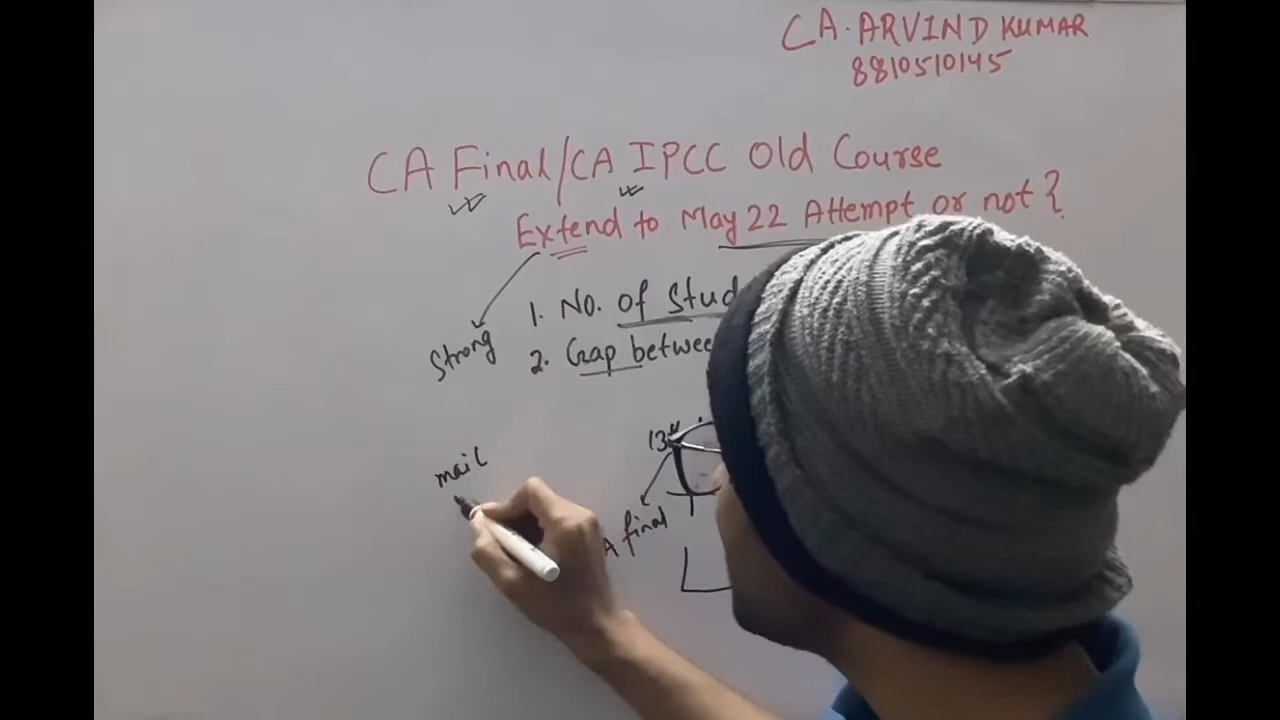 CA. ARVIND KUMAR
8810510145
CA Final/CA IPCC Old Course
Extend to May 22 Attempt or not?
1. No. of Stud
Strong
2. Gap betwee
mail
13
A final